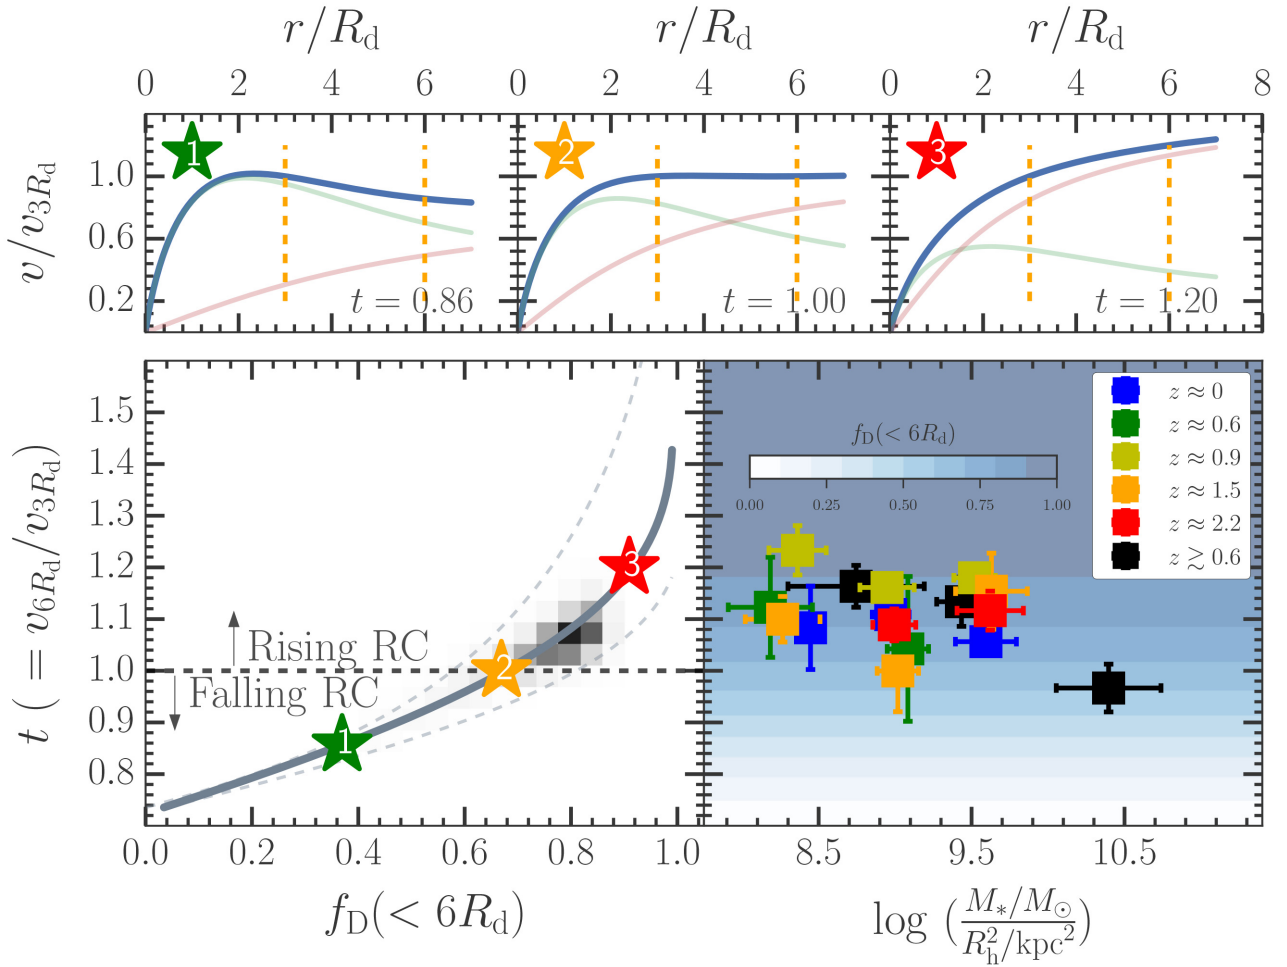 r/R_d r/R_d r/R_d
0 2 4 6 0 2 4 6 0 2 4 6 8
v/v_{3R_d}
1.0
0.6
0.2
1
2
3
t = 0.86
t = 1.00
t = 1.20
t ( = v_{6R_d}/v_{3R_d})
1.5
1.4
1.3
1.2
1.1
1.0
0.9
0.8
3
2
1
Rising RC
Falling RC
0.0 0.2 0.4 0.6 0.8 1.0
f_D(< 6R_d)
f_D(< 6R_d)
0.00 0.25 0.50 0.75 1.00
z ≈ 0
z ≈ 0.6
z ≈ 0.9
z ≈ 1.5
z ≈ 2.2
z ≳ 0.6
8.5 9.5 10.5
log (\frac{M_*/M_⊙}{R_h^2/kpc^2})